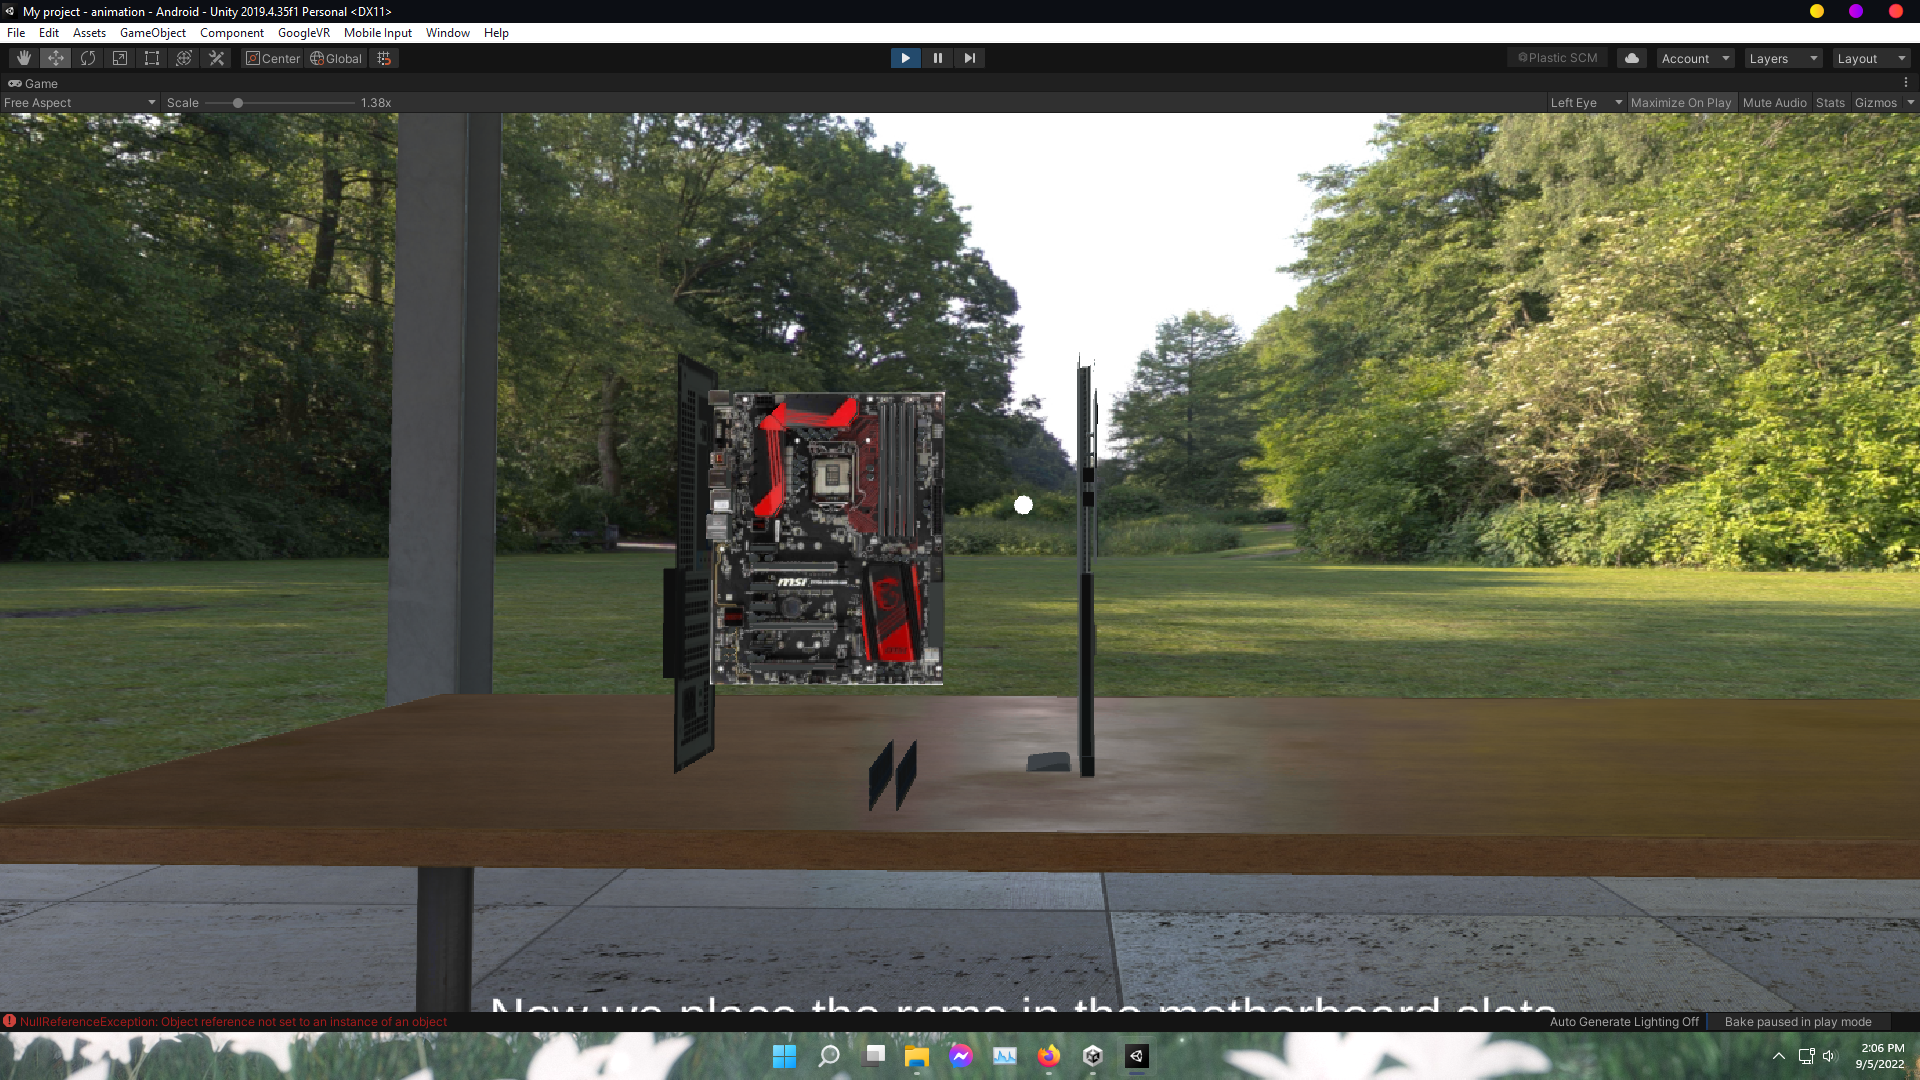 My project - animation - Android - Unity 2019.4.35f1 Personal <DX11>
File Edit Assets GameObject Component GoogleVR Mobile Input Window Help
Center Global Plastic SCM Account Layers Layout
Game
Free Aspect Scale 1.38x Left Eye Maximize On Play Mute Audio Stats Gizmos
msi
Now we place the rams in the motherboard slots
NullReferenceException: Object reference not set to an instance of an object Auto Generate Lighting Off Bake paused in play mode
2:06 PM
9/5/2022